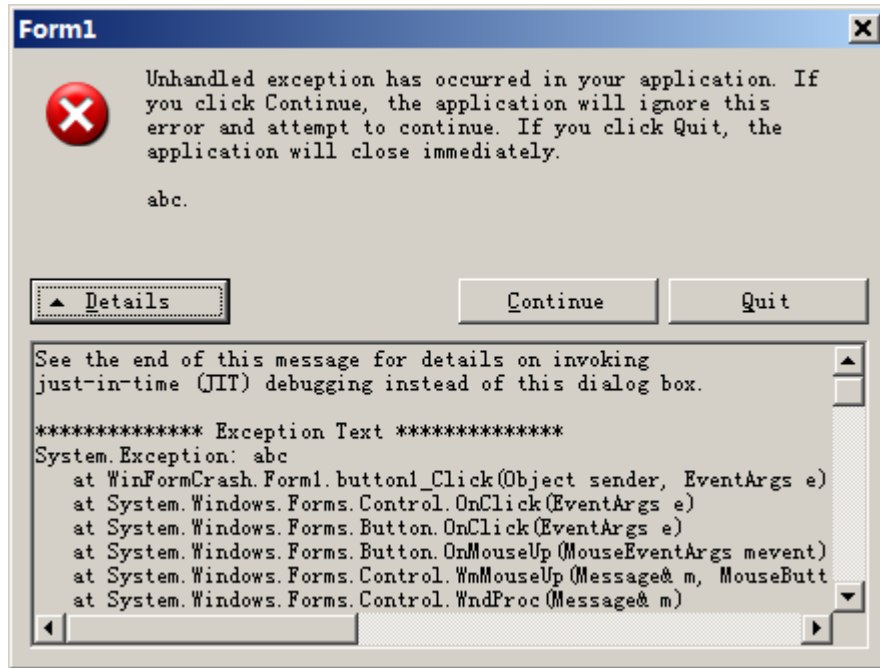 Form1
Unhandled exception has occurred in your application. If
you click Continue, the application will ignore this
error and attempt to continue. If you click Quit, the
application will close immediately.
abc.
Details
Continue
Quit
See the end of this message for details on invoking
just-in-time (JIT) debugging instead of this dialog box.
************** Exception Text **************
System.Exception: abc
   at WinFormCrash.Form1.button1_Click(Object sender, EventArgs e)
   at System.Windows.Forms.Control.OnClick(EventArgs e)
   at System.Windows.Forms.Button.OnClick(EventArgs e)
   at System.Windows.Forms.Button.OnMouseUp(MouseEventArgs mevent)
   at System.Windows.Forms.Control.WmMouseUp(Message& m, MouseButt
   at System.Windows.Forms.Control.WndProc(Message& m)